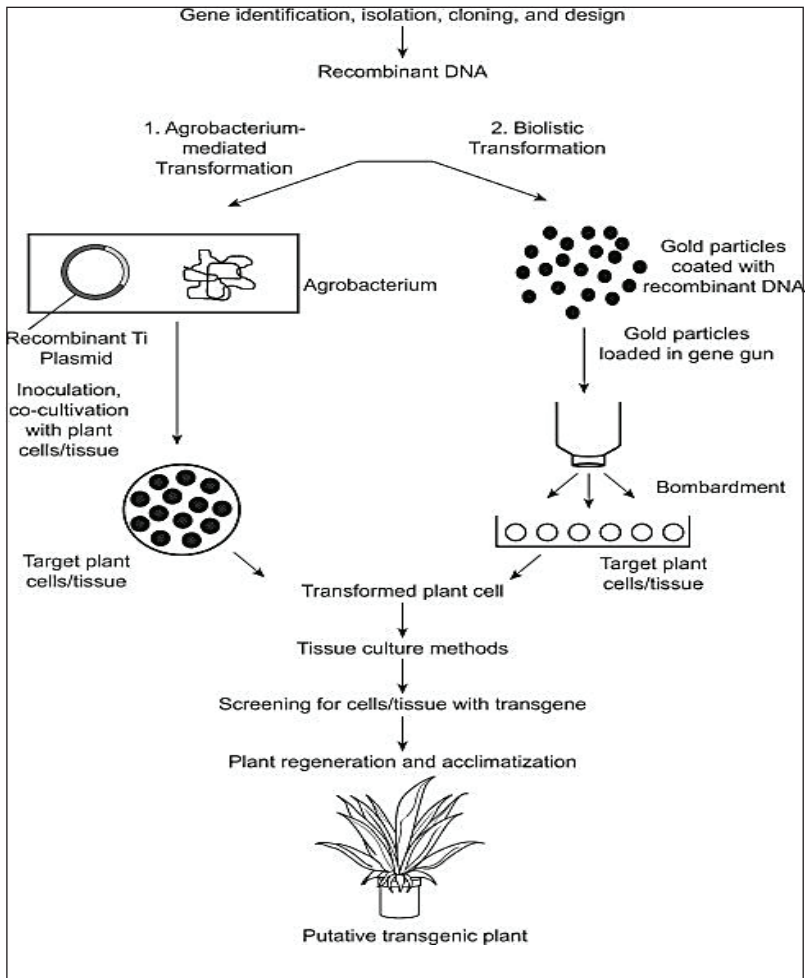 Gene identification, isolation, cloning, and design
Recombinant DNA
1. Agrobacterium-
mediated
Transformation
2. Biolistic
Transformation
Agrobacterium
Recombinant Ti
Plasmid
Gold particles
coated with
recombinant DNA
Inoculation,
co-cultivation
with plant
cells/tissue
Gold particles
loaded in gene gun
Bombardment
Target plant
cells/tissue
Target plant
cells/tissue
Transformed plant cell
Tissue culture methods
Screening for cells/tissue with transgene
Plant regeneration and acclimatization
Putative transgenic plant